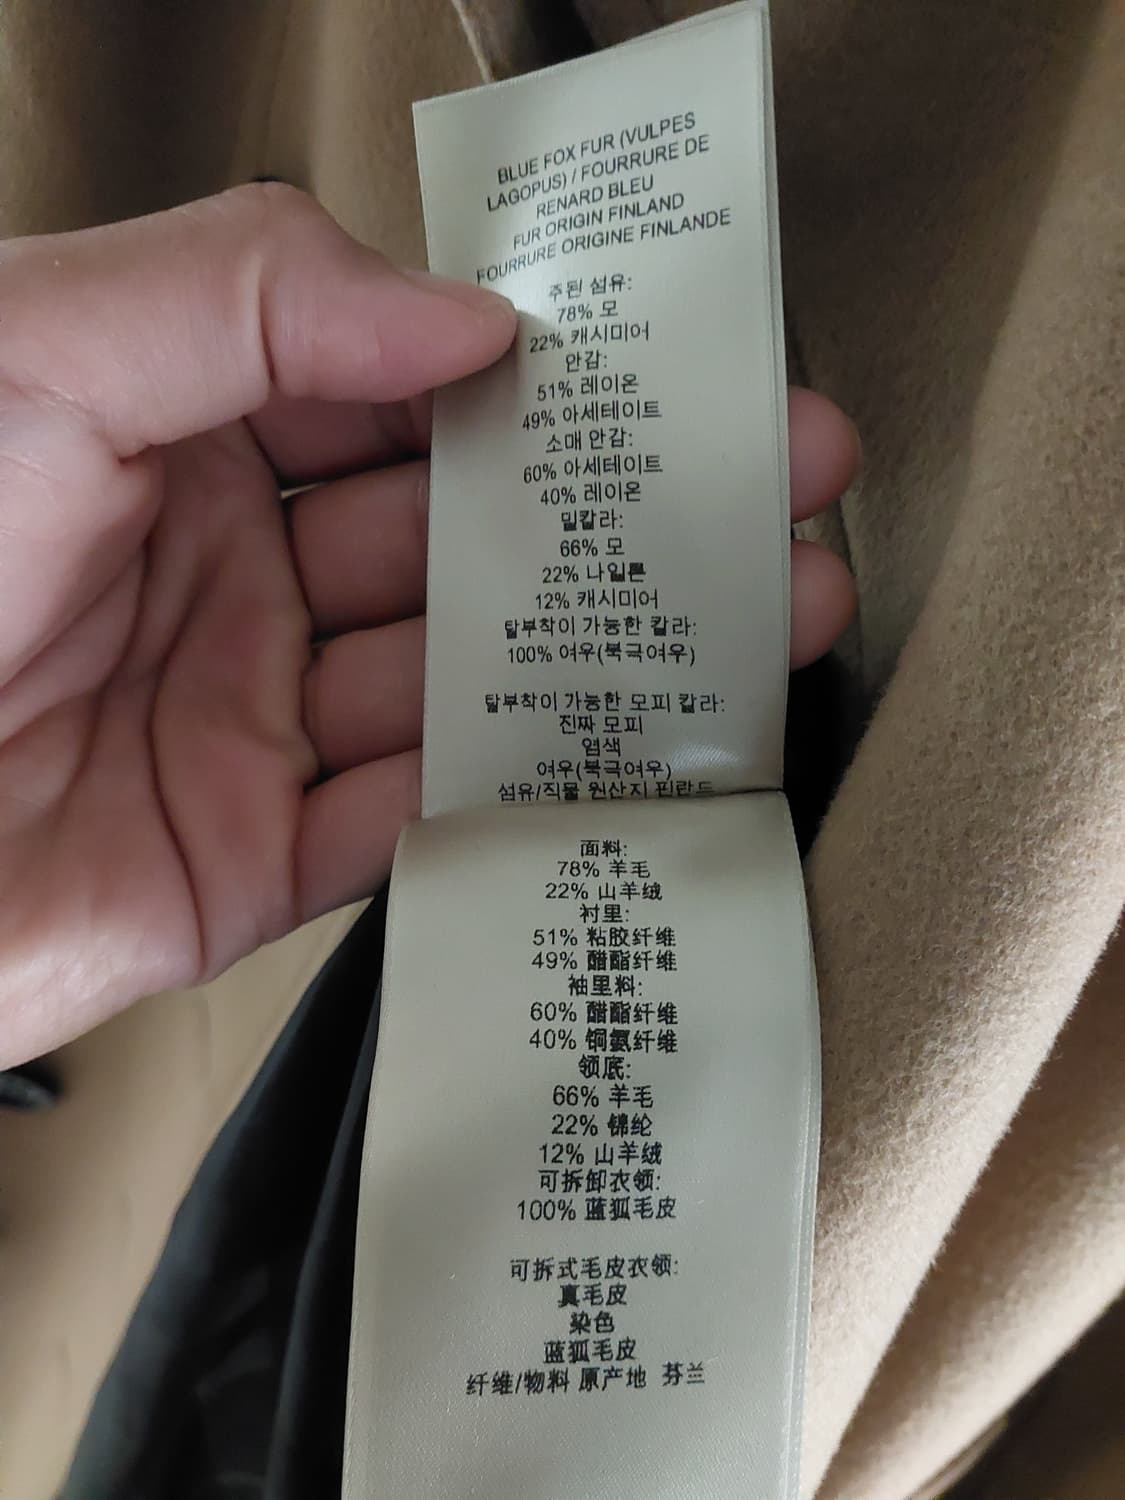 BLUE FOX FUR (VULPES
LAGOPUS) / FOURRURE DE
RENARD BLEU
FUR ORIGIN FINLAND
FOURRURE ORIGINE FINLANDE
주된 섬유:
78% 모
22% 캐시미어
안감:
51% 레이온
49% 아세테이트
소매 안감:
60% 아세테이트
40% 레이온
밑칼라:
66% 모
22% 나일론
12% 캐시미어
탈부착이 가능한 칼라:
100% 여우(북극여우)
탈부착이 가능한 모피 칼라:
진짜 모피
염색
여우(북극여우)
섬유/직물 원산지 핀란드
面料:
78% 羊毛
22% 山羊绒
衬里:
51% 粘胶纤维
49% 醋酯纤维
袖里料:
60% 醋酯纤维
40% 铜氨纤维
领底:
66% 羊毛
22% 锦纶
12% 山羊绒
可拆卸衣领:
100% 蓝狐毛皮
可拆式毛皮衣领:
真毛皮
染色
蓝狐毛皮
纤维/物料 原产地 芬兰